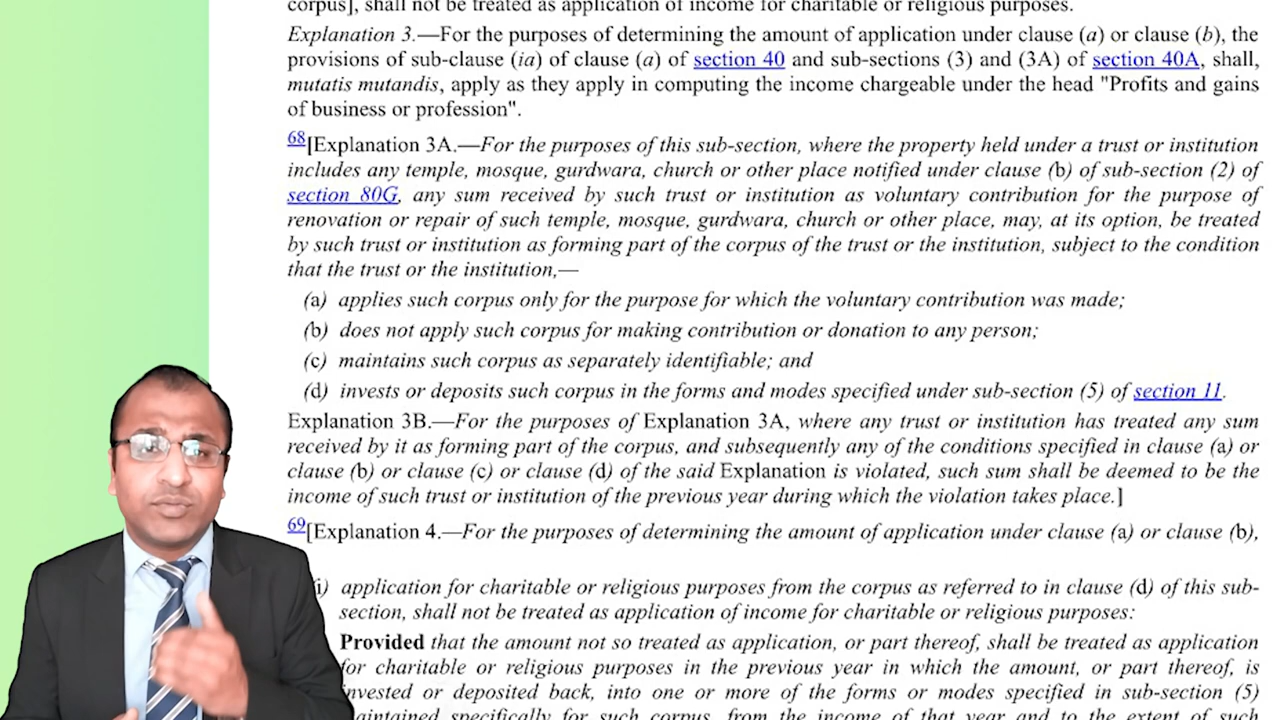 corpus], shall not be treated as application of income for charitable or religious purposes.
Explanation 3.—For the purposes of determining the amount of application under clause (a) or clause (b), the
provisions of sub-clause (ia) of clause (a) of section 40 and sub-sections (3) and (3A) of section 40A, shall,
mutatis mutandis, apply as they apply in computing the income chargeable under the head "Profits and gains
of business or profession".
68[Explanation 3A.—For the purposes of this sub-section, where the property held under a trust or institution
includes any temple, mosque, gurdwara, church or other place notified under clause (b) of sub-section (2) of
section 80G, any sum received by such trust or institution as voluntary contribution for the purpose of
renovation or repair of such temple, mosque, gurdwara, church or other place, may, at its option, be treated
by such trust or institution as forming part of the corpus of the trust or the institution, subject to the condition
that the trust or the institution,—
(a) applies such corpus only for the purpose for which the voluntary contribution was made;
(b) does not apply such corpus for making contribution or donation to any person;
(c) maintains such corpus as separately identifiable; and
(d) invests or deposits such corpus in the forms and modes specified under sub-section (5) of section 11.
Explanation 3B.—For the purposes of Explanation 3A, where any trust or institution has treated any sum
received by it as forming part of the corpus, and subsequently any of the conditions specified in clause (a) or
clause (b) or clause (c) or clause (d) of the said Explanation is violated, such sum shall be deemed to be the
income of such trust or institution of the previous year during which the violation takes place.]
69[Explanation 4.—For the purposes of determining the amount of application under clause (a) or clause (b),
i) application for charitable or religious purposes from the corpus as referred to in clause (d) of this sub-
section, shall not be treated as application of income for charitable or religious purposes:
Provided that the amount not so treated as application, or part thereof, shall be treated as application
for charitable or religious purposes in the previous year in which the amount, or part thereof, is
invested or deposited back, into one or more of the forms or modes specified in sub-section (5)
maintained specifically for such corpus, from the income of that year and to the extent of such